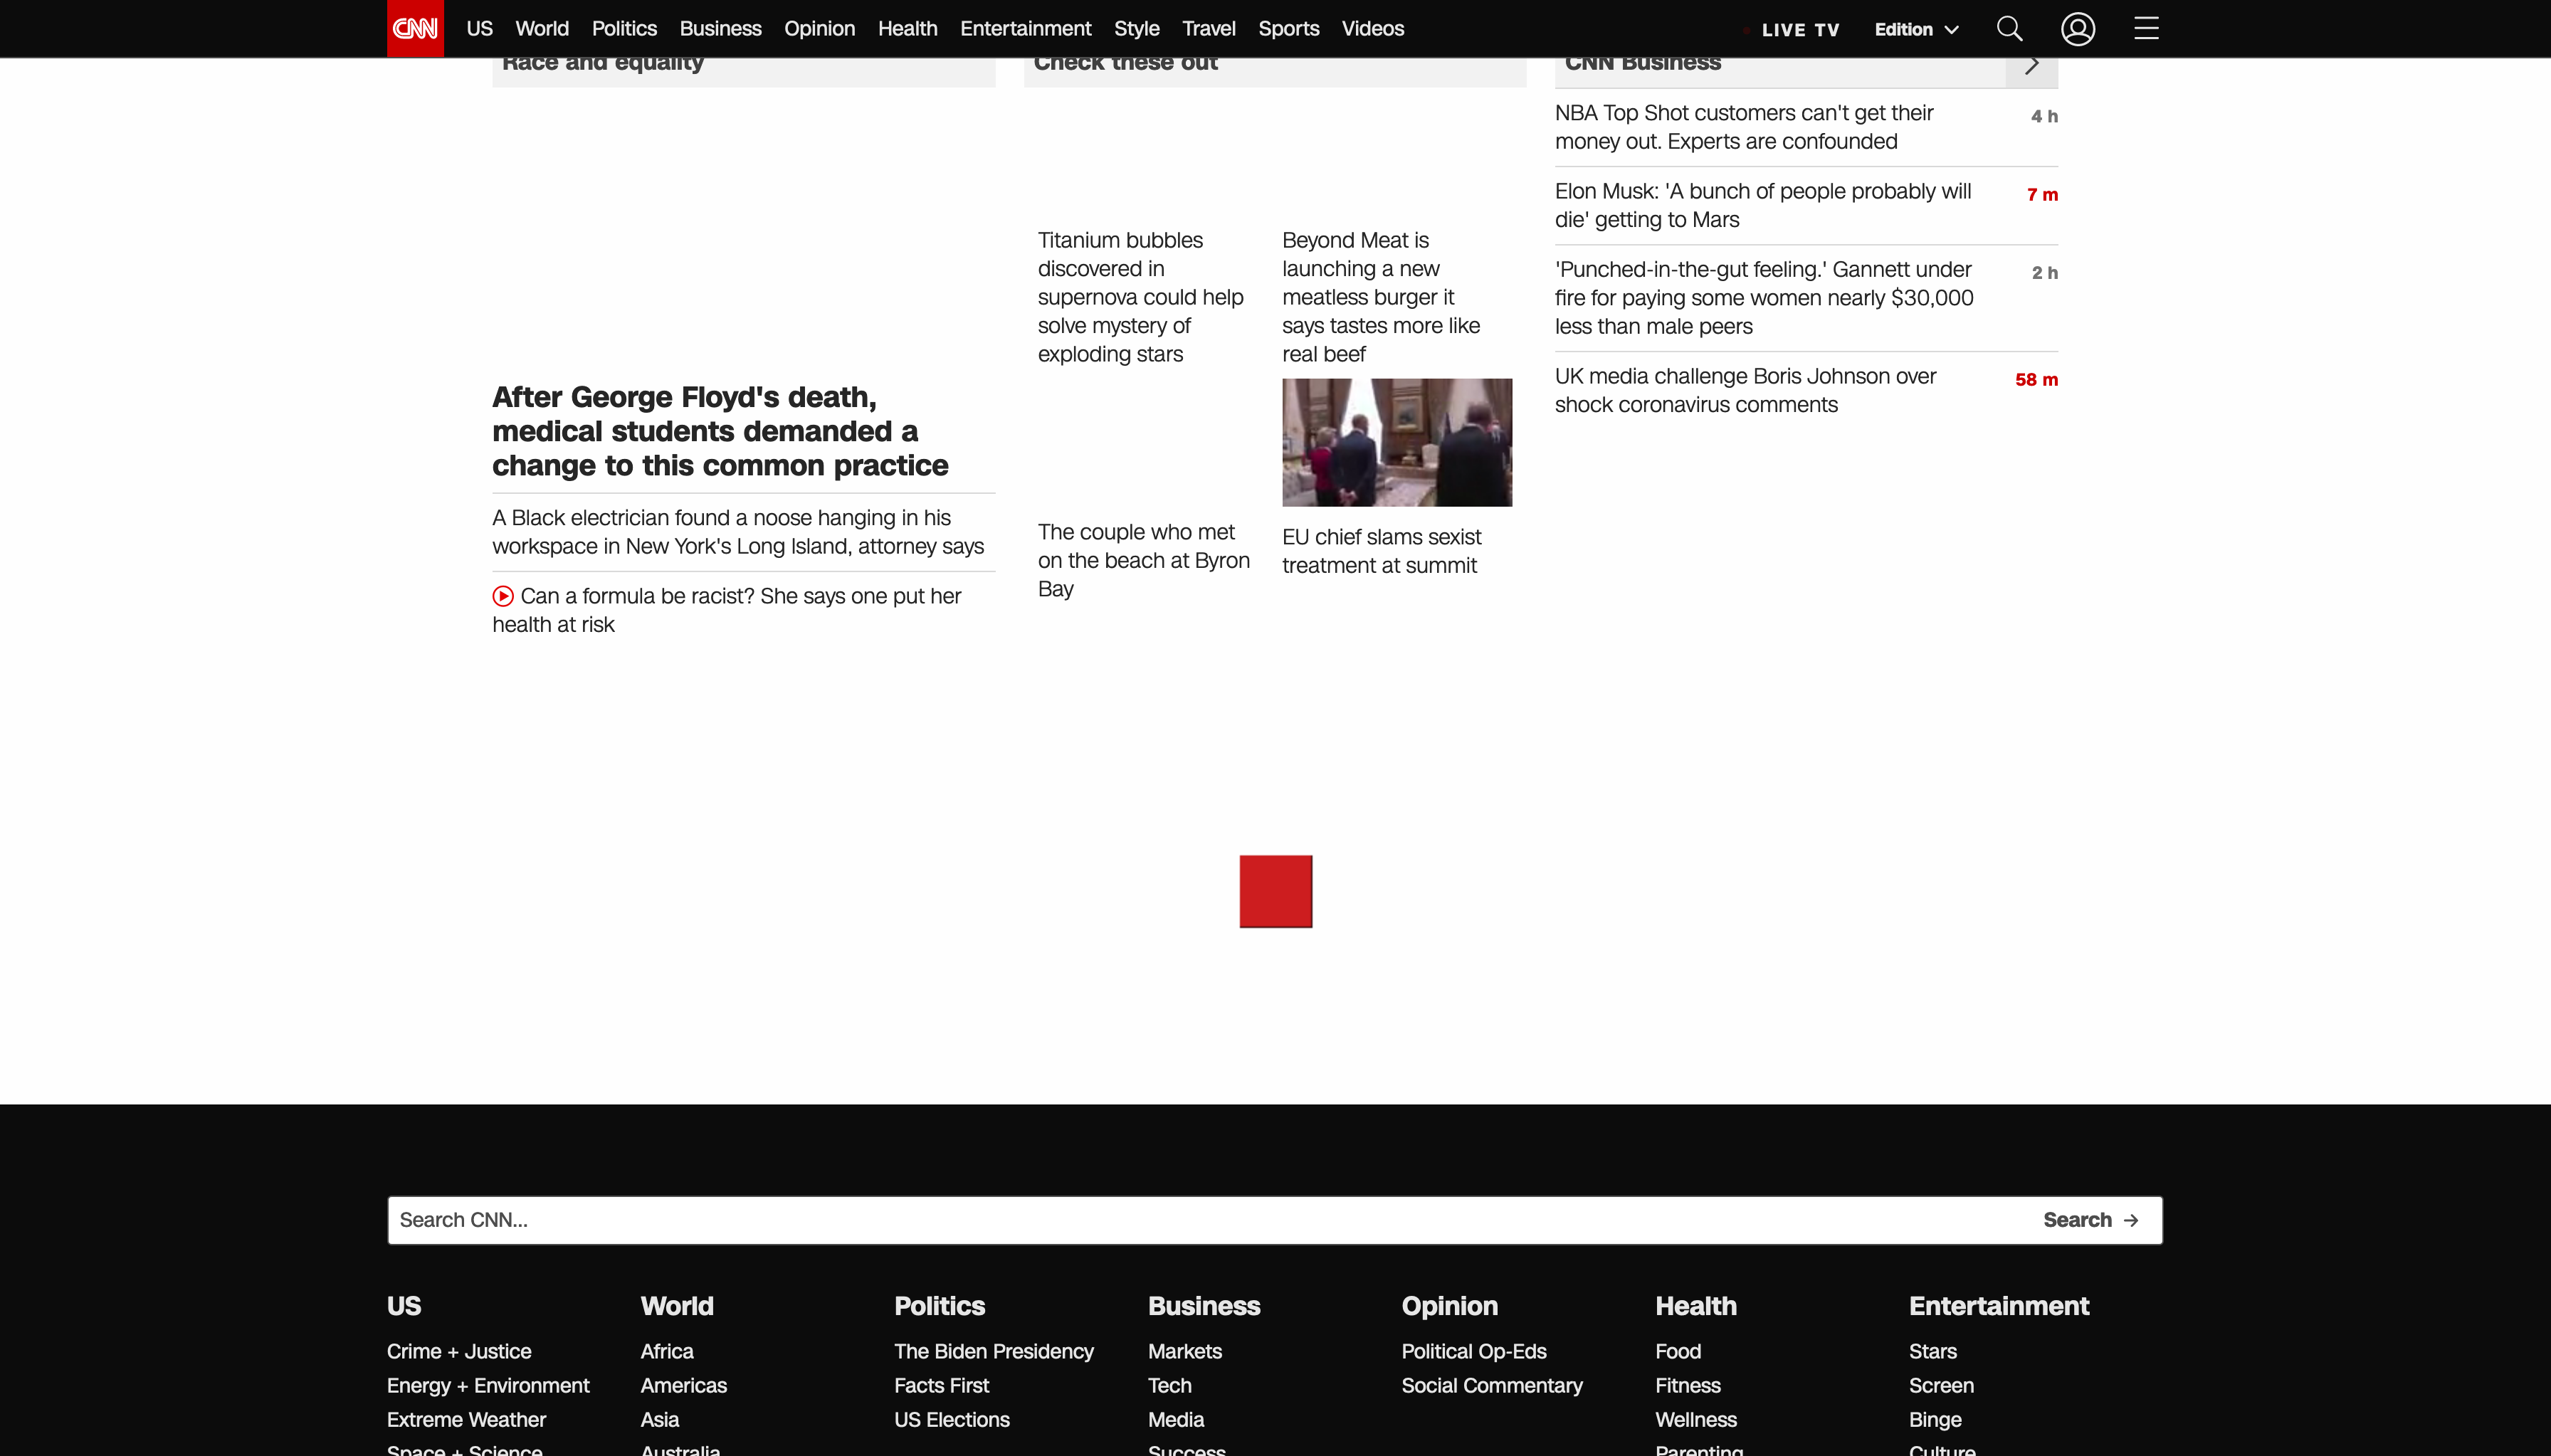 CNN US World Politics Business Opinion Health Entertainment Style Travel Sports Videos LIVE TV Edition
Race and equality
After George Floyd's death,
medical students demanded a
change to this common practice
A Black electrician found a noose hanging in his
workspace in New York's Long Island, attorney says
Can a formula be racist? She says one put her
health at risk
Check these out
Titanium bubbles
discovered in
supernova could help
solve mystery of
exploding stars
Beyond Meat is
launching a new
meatless burger it
says tastes more like
real beef
The couple who met
on the beach at Byron
Bay
EU chief slams sexist
treatment at summit
CNN Business
NBA Top Shot customers can't get their 4 h
money out. Experts are confounded
Elon Musk: 'A bunch of people probably will 7 m
die' getting to Mars
'Punched-in-the-gut feeling.' Gannett under 2 h
fire for paying some women nearly $30,000
less than male peers
UK media challenge Boris Johnson over 58 m
shock coronavirus comments
Search CNN... Search →
US World Politics Business Opinion Health Entertainment
Crime + Justice Africa The Biden Presidency Markets Political Op-Eds Food Stars
Energy + Environment Americas Facts First Tech Social Commentary Fitness Screen
Extreme Weather Asia US Elections Media Wellness Binge
Space + Science Australia Success Parenting Culture